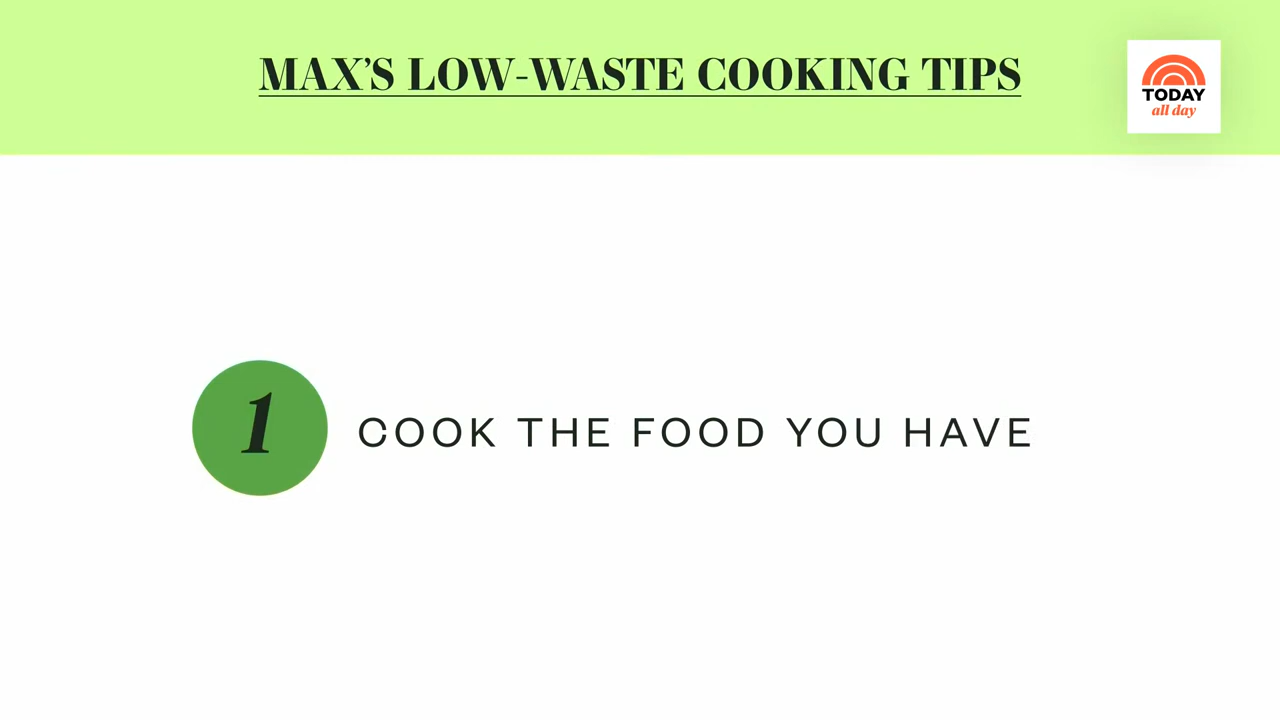 MAX'S LOW-WASTE COOKING TIPS
TODAY
all day
1 COOK THE FOOD YOU HAVE